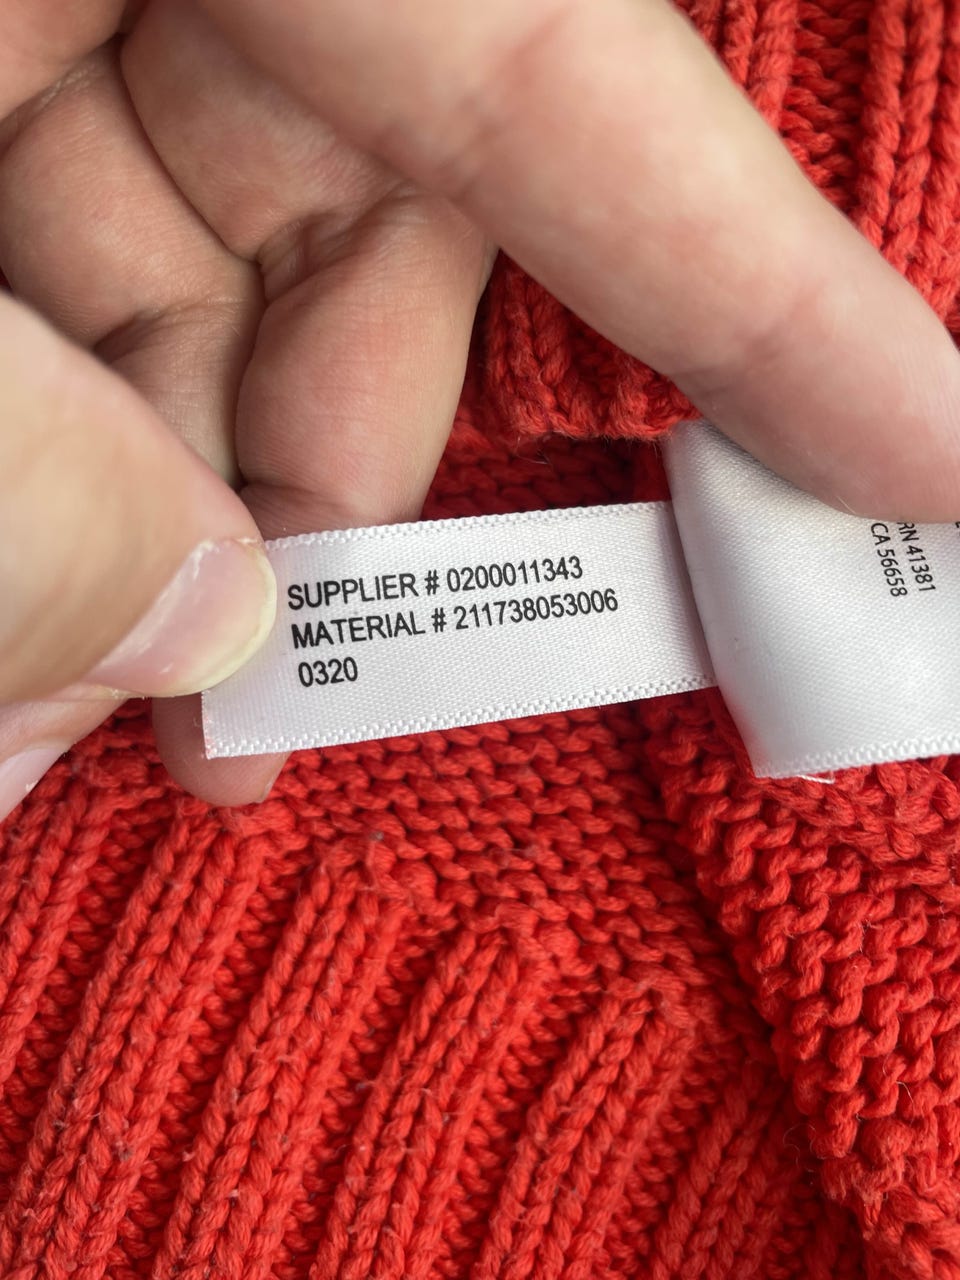 SUPPLIER # 0200011343
MATERIAL # 211738053006
0320
RN 41381
CA 56658